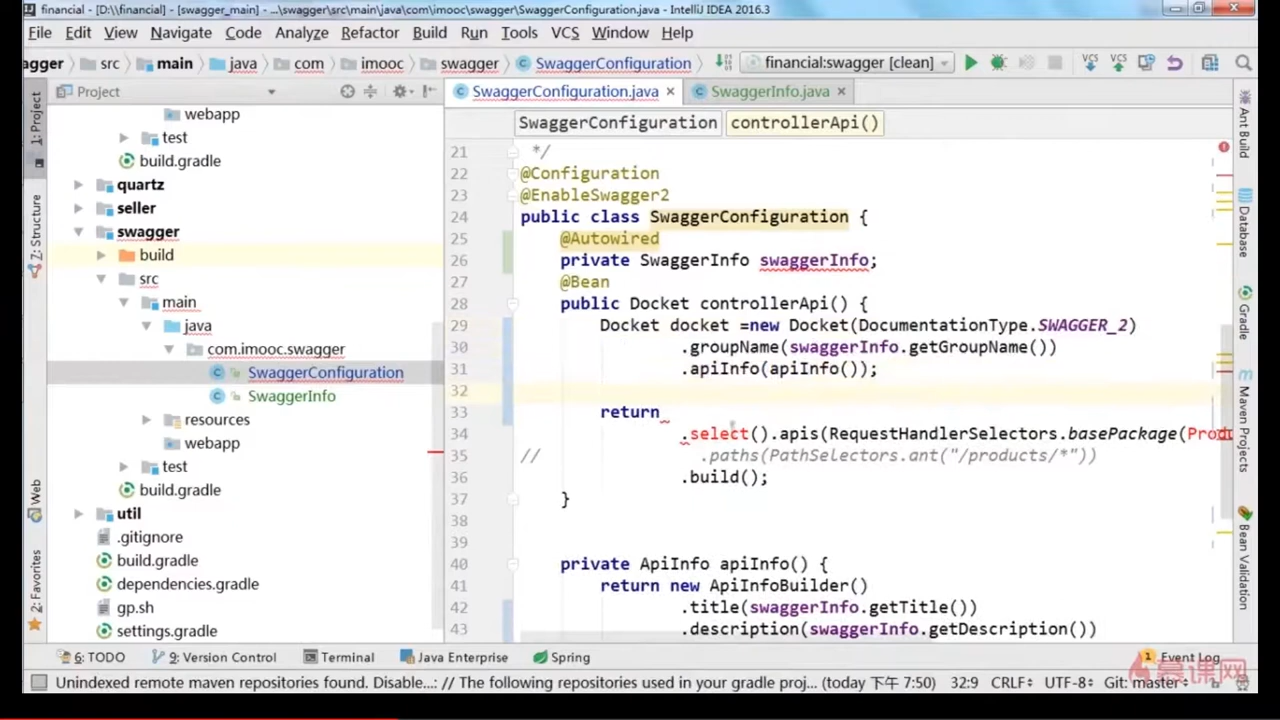 financial - [D:\\financial] - [swagger_main] - ...\swagger\src\main\java\com\imooc\swagger\SwaggerConfiguration.java - IntelliJ IDEA 2016.3
File Edit View Navigate Code Analyze Refactor Build Run Tools VCS Window Help
agger src main java com imooc swagger SwaggerConfiguration financial:swagger [clean] VCS VCS
Project
SwaggerConfiguration.java × SwaggerInfo.java ×
SwaggerConfiguration controllerApi()
1: Project
7: Structure
Web
2: Favorites
webapp
test
build.gradle
quartz
seller
swagger
build
src
main
java
com.imooc.swagger
SwaggerConfiguration
SwaggerInfo
resources
webapp
test
build.gradle
util
.gitignore
build.gradle
dependencies.gradle
gp.sh
settings.gradle
21 */
22 @Configuration
23 @EnableSwagger2
24 public class SwaggerConfiguration {
25 @Autowired
26 private SwaggerInfo swaggerInfo;
27 @Bean
28 public Docket controllerApi() {
29 Docket docket =new Docket(DocumentationType.SWAGGER_2)
30 .groupName(swaggerInfo.getGroupName())
31 .apiInfo(apiInfo());
32
33 return
34 .select().apis(RequestHandlerSelectors.basePackage(Prod
35 // .paths(PathSelectors.ant("/products/*"))
36 .build();
37 }
38
39
40 private ApiInfo apiInfo() {
41 return new ApiInfoBuilder()
42 .title(swaggerInfo.getTitle())
43 .description(swaggerInfo.getDescription())
Ant Build
Database
Gradle
Maven Projects
Bean Validation
6: TODO 9: Version Control Terminal Java Enterprise Spring 1 Event Log
Unindexed remote maven repositories found. Disable...: // The following repositories used in your gradle proj... (today 下午 7:50) 32:9 CRLF UTF-8 Git: master
慕课网